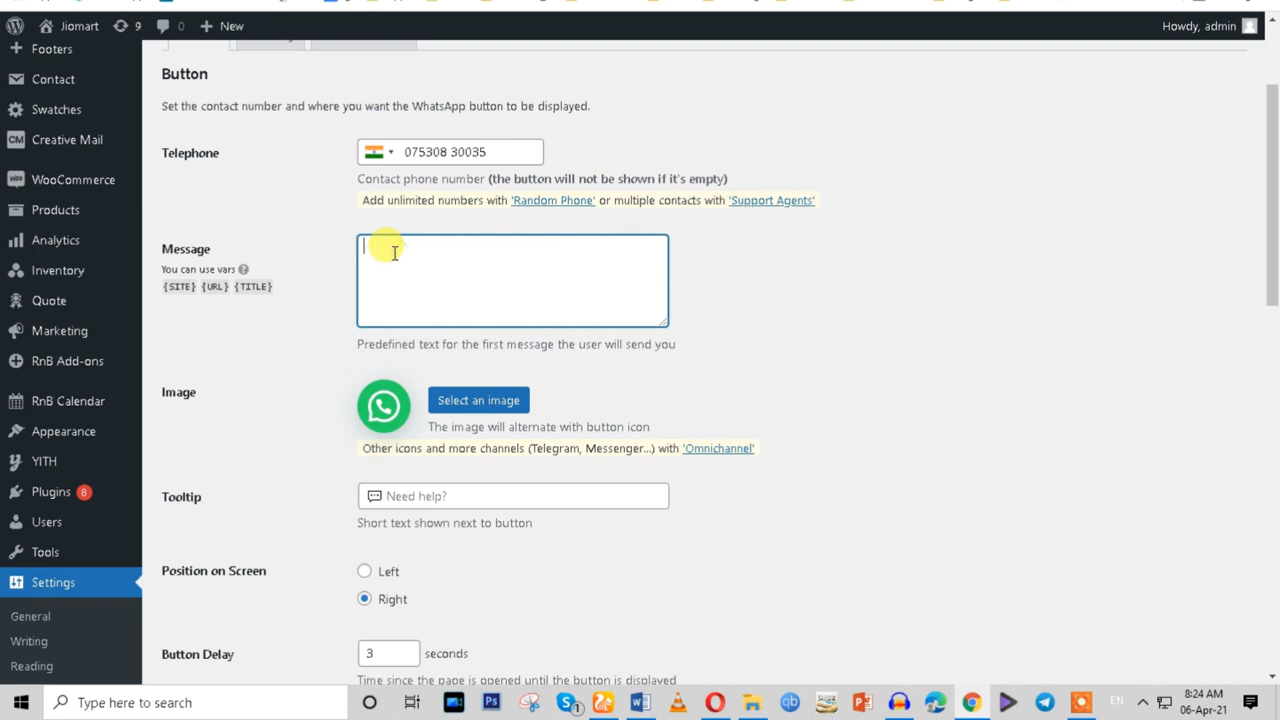 Jiomart
9
0
New
Howdy, admin
Footers
Contact
Swatches
CM Creative Mail
WooCommerce
Products
Analytics
Inventory
Quote
Marketing
RnB Add-ons
RnB Calendar
Appearance
YITH
Plugins 8
Users
Tools
Settings
General
Writing
Reading
Button
Set the contact number and where you want the WhatsApp button to be displayed.
Telephone
075308 30035
Contact phone number (the button will not be shown if it's empty)
Add unlimited numbers with 'Random Phone' or multiple contacts with 'Support Agents'
Message
You can use vars ?
{SITE} {URL} {TITLE}
Predefined text for the first message the user will send you
Image
Select an image
The image will alternate with button icon
Other icons and more channels (Telegram, Messenger...) with 'Omnichannel'
Tooltip
Need help?
Short text shown next to button
Position on Screen
Left
Right
Button Delay
3 seconds
Time since the page is opened until the button is displayed
Type here to search
EN
8:24 AM
06-Apr-21